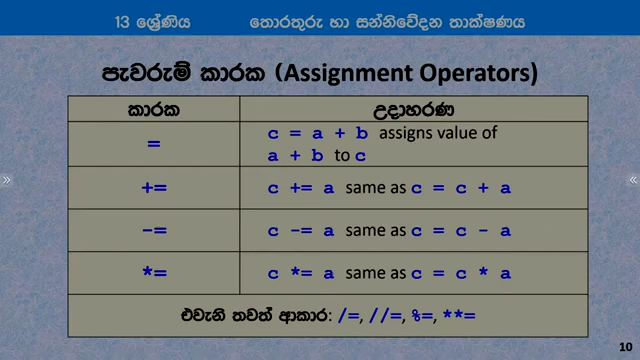 13 ශ්‍රේණිය තොරතුරු හා සන්නිවේදන තාක්ෂණය
පැවරුම් කාරක (Assignment Operators)
කාරක උදාහරණ
= c = a + b assigns value of
a + b to c
+= c += a same as c = c + a
-= c -= a same as c = c - a
*= c *= a same as c = c * a
එවැනි තවත් ආකාර: /=, //=, %=, **=
10